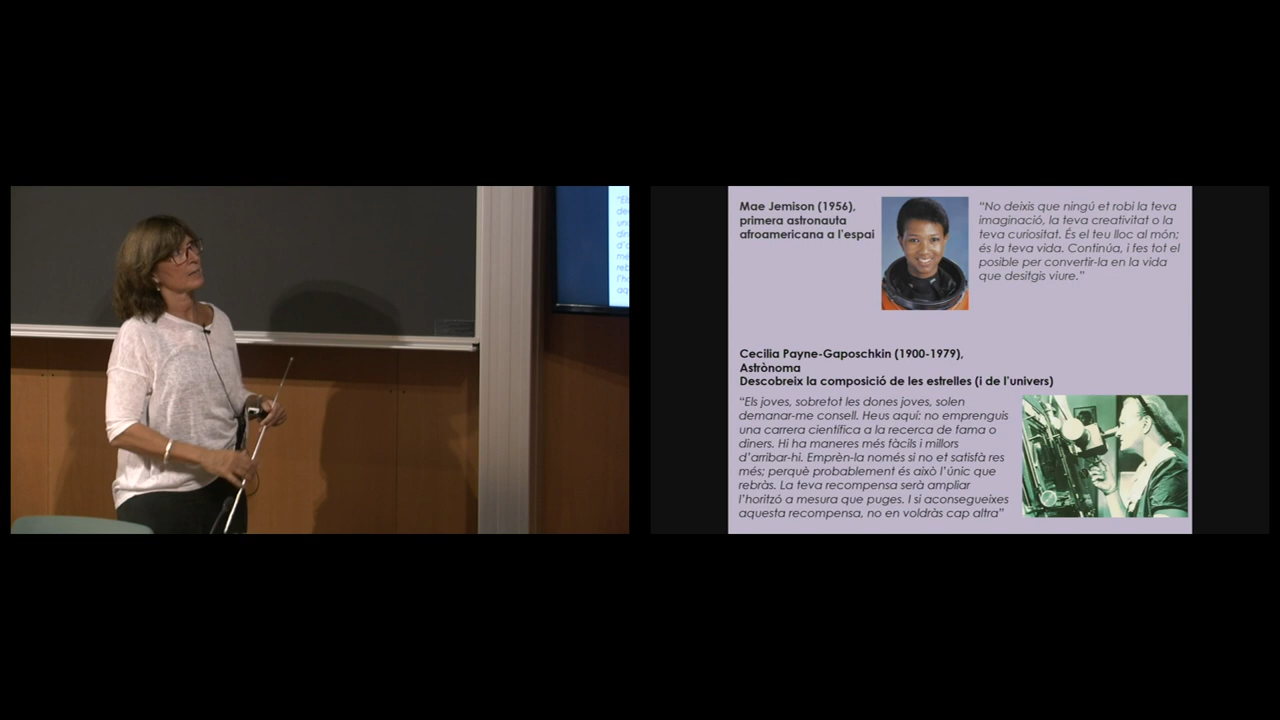 Mae Jemison (1956),
primera astronauta
afroamericana a l'espai
“No deixis que ningú et robi la teva
imaginació, la teva creativitat o la
teva curiositat. És el teu lloc al món;
és la teva vida. Continúa, i fes tot el
posible per convertir-la en la vida
que desitgis viure.”
Cecilia Payne-Gaposchkin (1900-1979),
Astrònoma
Descobreix la composició de les estrelles (i de l'univers)
“Els joves, sobretot les dones joves, solen
demanar-me consell. Heus aquí: no emprenguis
una carrera científica a la recerca de fama o
diners. Hi ha maneres més fàcils i millors
d'arribar-hi. Emprèn-la només si no et satisfà res
més; perquè probablement és això l'únic que
rebràs. La teva recompensa serà ampliar
l'horitzó a mesura que puges. I si aconsegueixes
aquesta recompensa, no en voldràs cap altra”